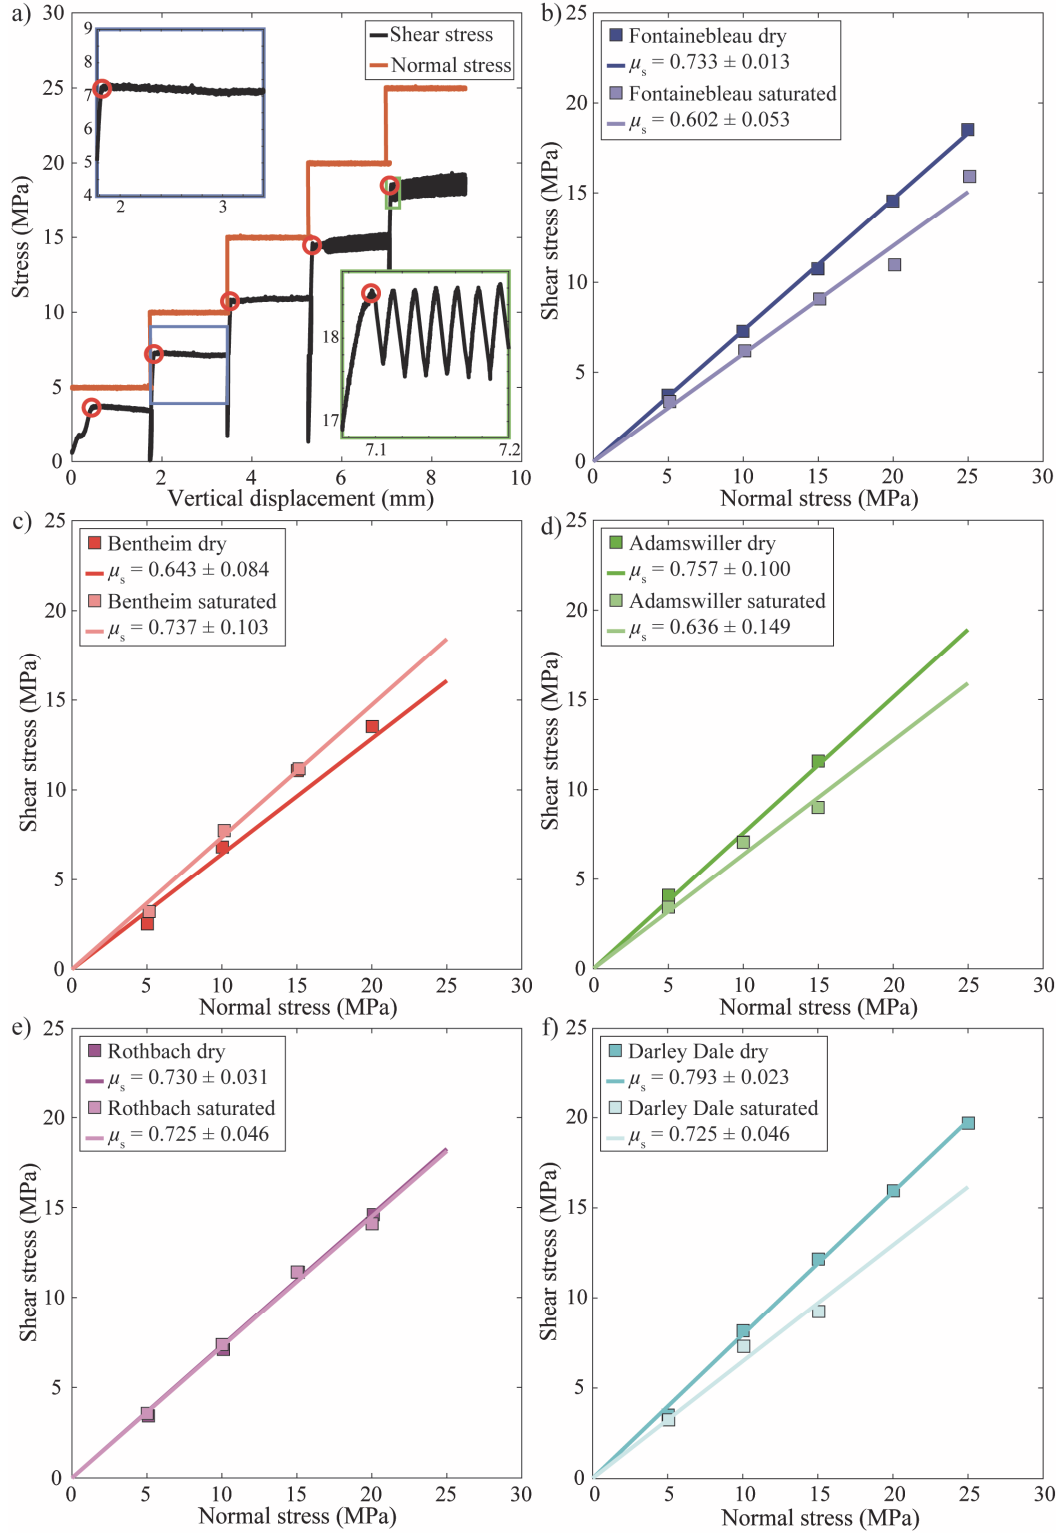 a)
30
25
20
15
10
5
0
Stress (MPa)
0 2 4 6 8 10
Vertical displacement (mm)
Shear stress
Normal stress
9
8
7
6
5
4
2 3
18
17
7.1 7.2
b)
25
20
15
10
5
0
Shear stress (MPa)
0 5 10 15 20 25 30
Normal stress (MPa)
Fontainebleau dry
μs = 0.733 ± 0.013
Fontainebleau saturated
μs = 0.602 ± 0.053
c)
25
20
15
10
5
0
Shear stress (MPa)
0 5 10 15 20 25 30
Normal stress (MPa)
Bentheim dry
μs = 0.643 ± 0.084
Bentheim saturated
μs = 0.737 ± 0.103
d)
25
20
15
10
5
0
Shear stress (MPa)
0 5 10 15 20 25 30
Normal stress (MPa)
Adamswiller dry
μs = 0.757 ± 0.100
Adamswiller saturated
μs = 0.636 ± 0.149
e)
25
20
15
10
5
0
Shear stress (MPa)
0 5 10 15 20 25 30
Normal stress (MPa)
Rothbach dry
μs = 0.730 ± 0.031
Rothbach saturated
μs = 0.725 ± 0.046
f)
25
20
15
10
5
0
Shear stress (MPa)
0 5 10 15 20 25 30
Normal stress (MPa)
Darley Dale dry
μs = 0.793 ± 0.023
Darley Dale saturated
μs = 0.725 ± 0.046